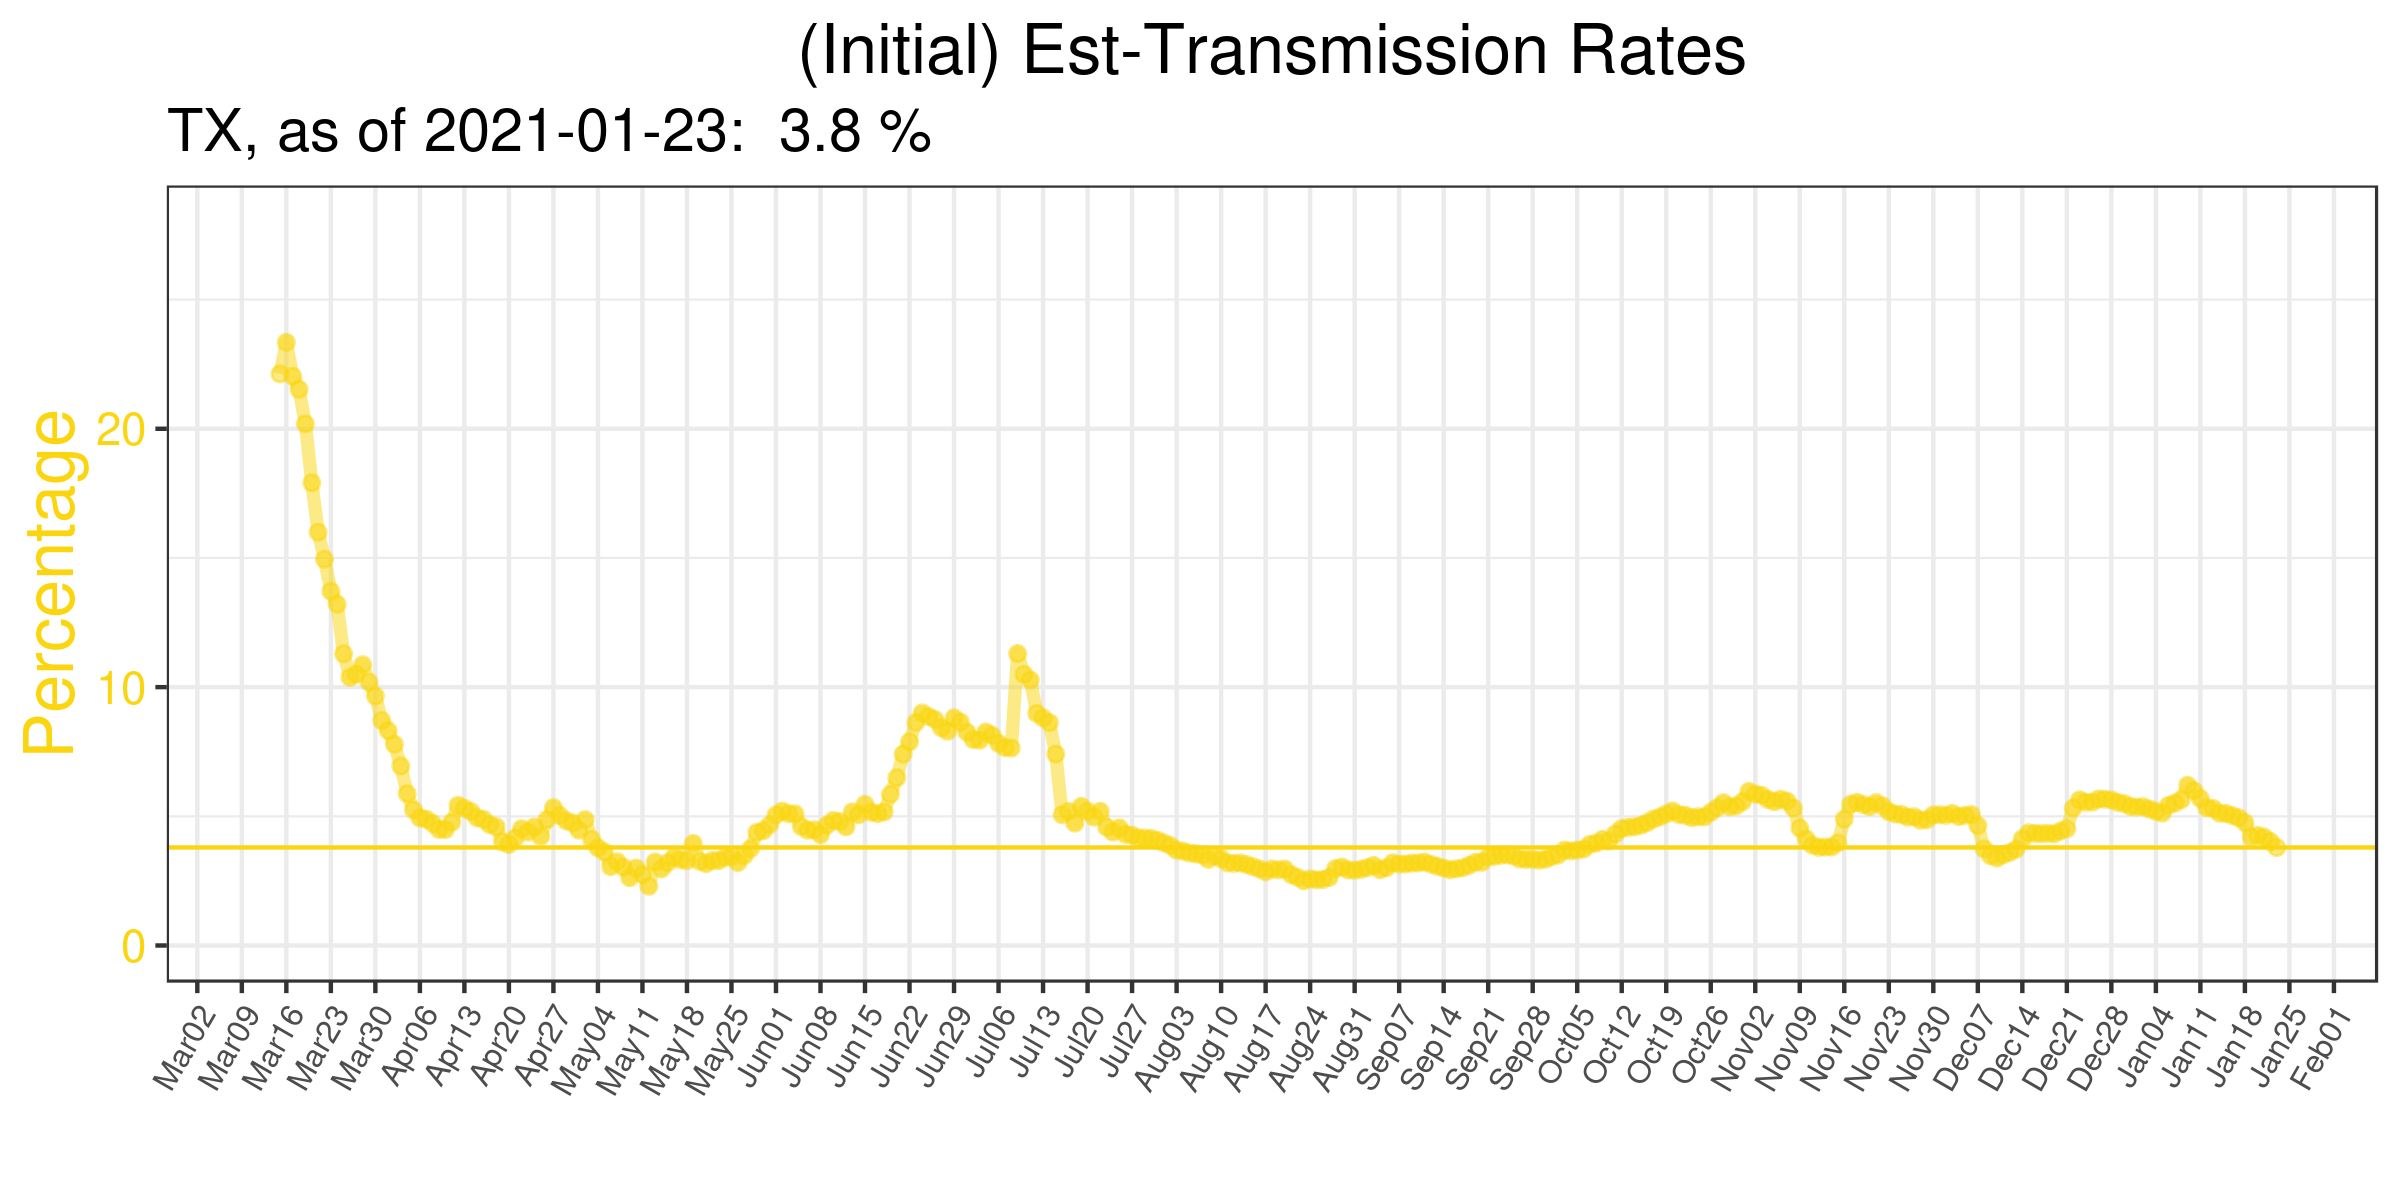 (Initial) Est-Transmission Rates
TX, as of 2021-01-23:  3.8 %
Percentage
20
10
0
Mar02
Mar09
Mar16
Mar23
Mar30
Apr06
Apr13
Apr20
Apr27
May04
May11
May18
May25
Jun01
Jun08
Jun15
Jun22
Jun29
Jul06
Jul13
Jul20
Jul27
Aug03
Aug10
Aug17
Aug24
Aug31
Sep07
Sep14
Sep21
Sep28
Oct05
Oct12
Oct19
Oct26
Nov02
Nov09
Nov16
Nov23
Nov30
Dec07
Dec14
Dec21
Dec28
Jan04
Jan11
Jan18
Jan25
Feb01